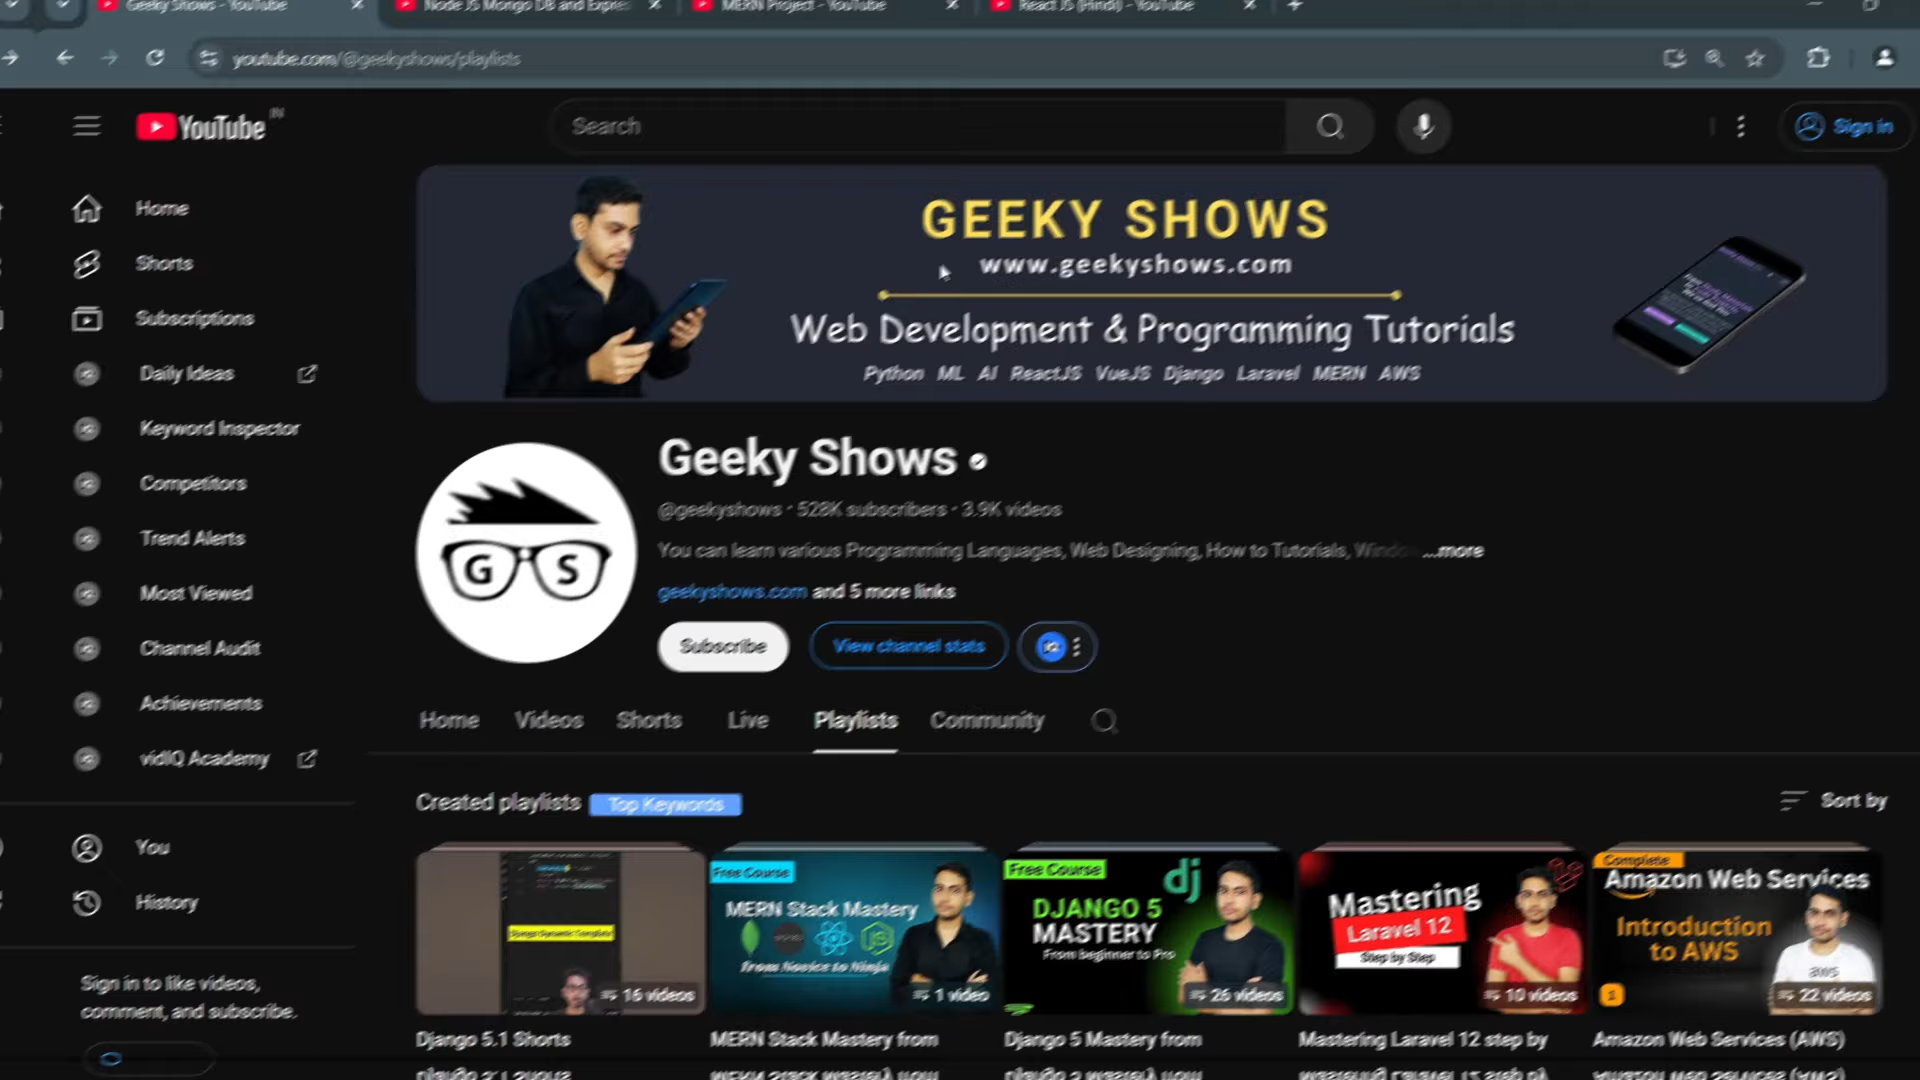 Geeky Shows - YouTube
Node JS Mongo DB and Expre
MERN Project - YouTube
React JS (Hindi) - YouTube
youtube.com/@geekyshows/playlists
YouTube IN
Search
Sign in
Home
Shorts
Subscriptions
Daily Ideas
Keyword Inspector
Competitors
Trend Alerts
Most Viewed
Channel Audit
Achievements
vidIQ Academy
You
History
Sign in to like videos,
comment, and subscribe.
GEEKY SHOWS
www.geekyshows.com
Web Development & Programming Tutorials
Python ML AI ReactJS VueJS Django Laravel MERN AWS
G S
Geeky Shows
@geekyshows • 528K subscribers • 3.9K videos
You can learn various Programming Languages, Web Designing, How to Tutorials, Windo ...more
geekyshows.com and 5 more links
Subscribe
View channel stats
Home Videos Shorts Live Playlists Community
Created playlists Top Keywords
Sort by
Django Dynamic Template
16 videos
Django 5.1 Shorts
Free Course
MERN Stack Mastery
From Novice to Ninja
1 video
MERN Stack Mastery from
Free Course
dj
DJANGO 5
MASTERY
From beginner to Pro
26 videos
Django 5 Mastery from
Mastering
Laravel 12
Step by Step
10 videos
Mastering Laravel 12 step by
Complete
Amazon Web Services
Introduction
to AWS
aws
1
22 videos
Amazon Web Services (AWS)